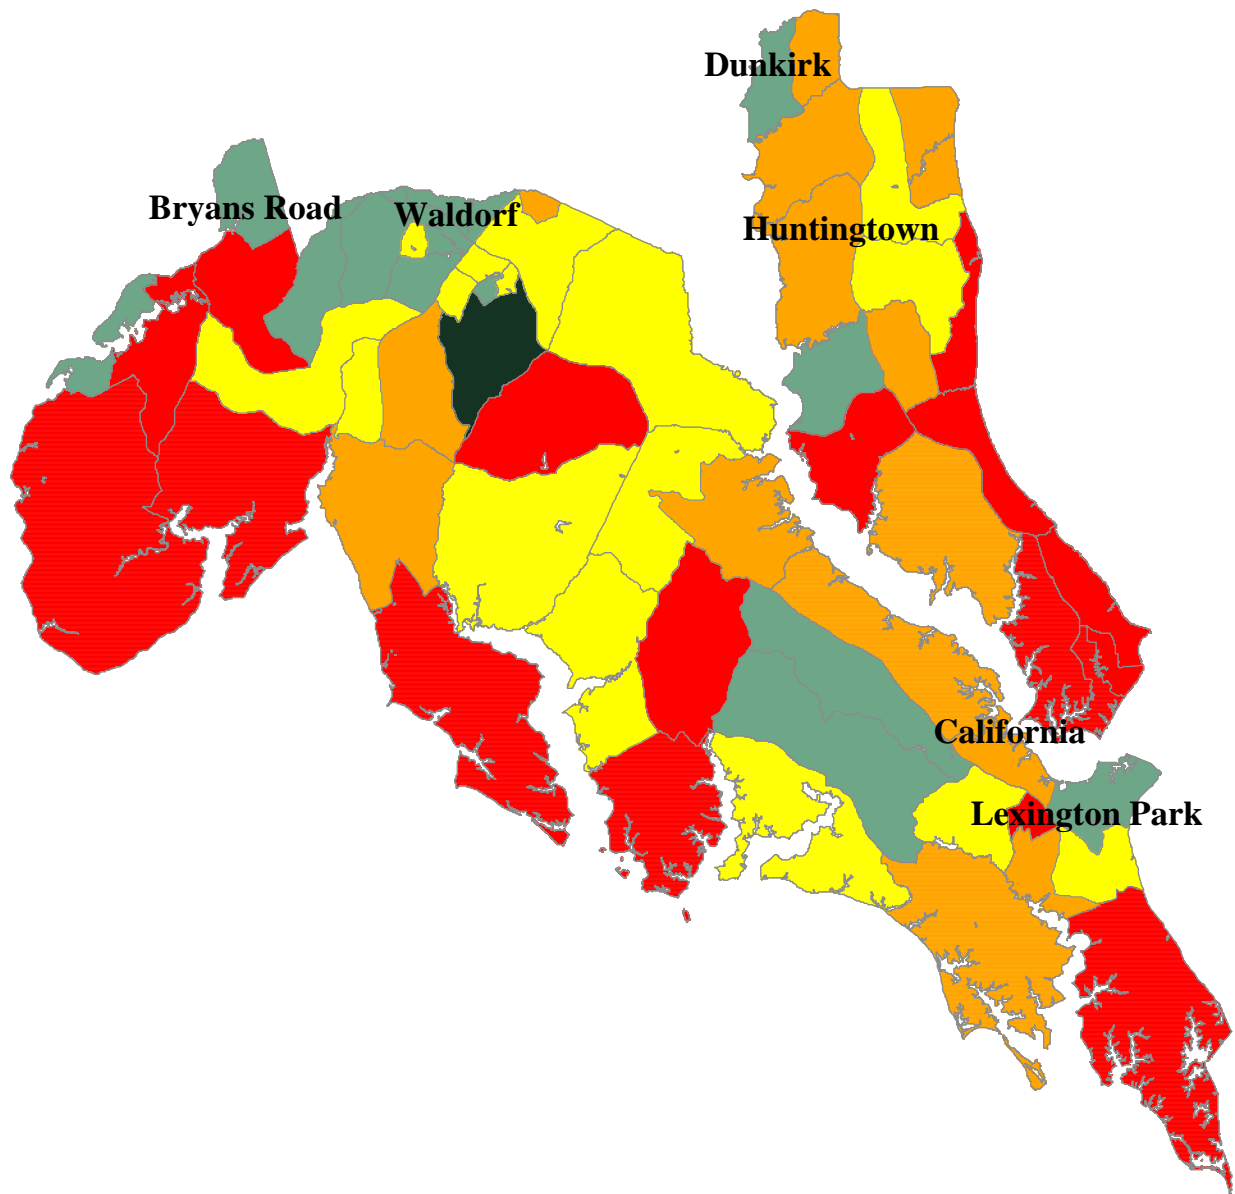 Dunkirk
Bryans Road
Waldorf
Huntingtown
California
Lexington Park